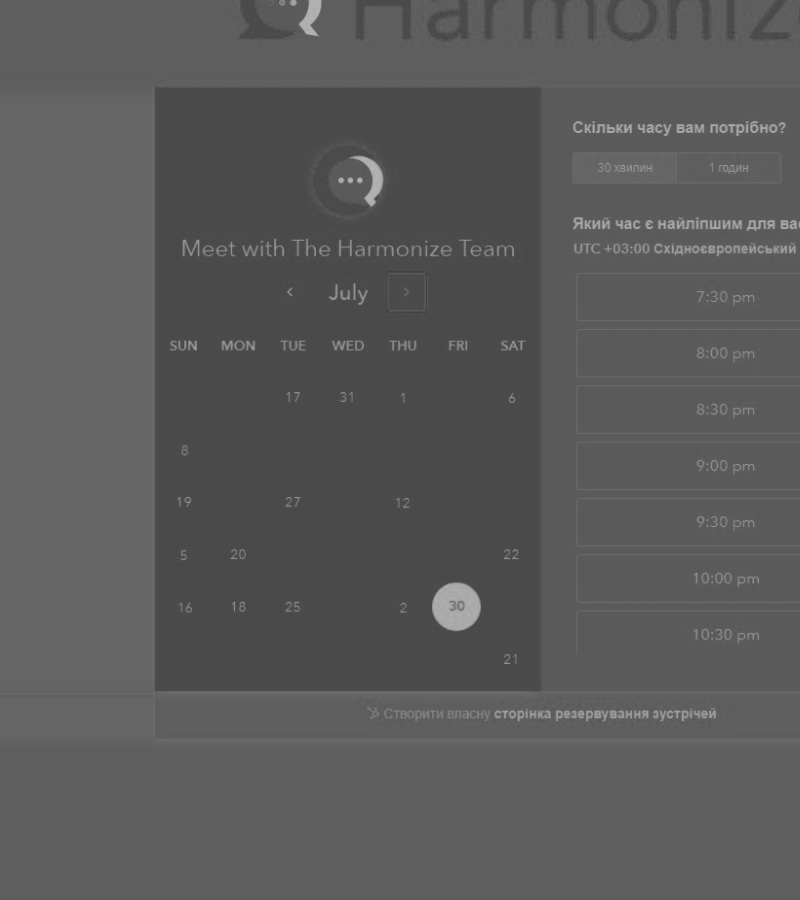 Harmoniz
Meet with The Harmonize Team
July
SUN MON TUE WED THU FRI SAT
17 31 1 6
8
19 27 12
5 20 22
16 18 25 2 30
21
Скільки часу вам потрібно?
30 хвилин 1 годин
Який час є найліпшим для вас
UTC +03:00 Східноєвропейський
7:30 pm
8:00 pm
8:30 pm
9:00 pm
9:30 pm
10:00 pm
10:30 pm
Створити власну сторінка резервування зустрічей